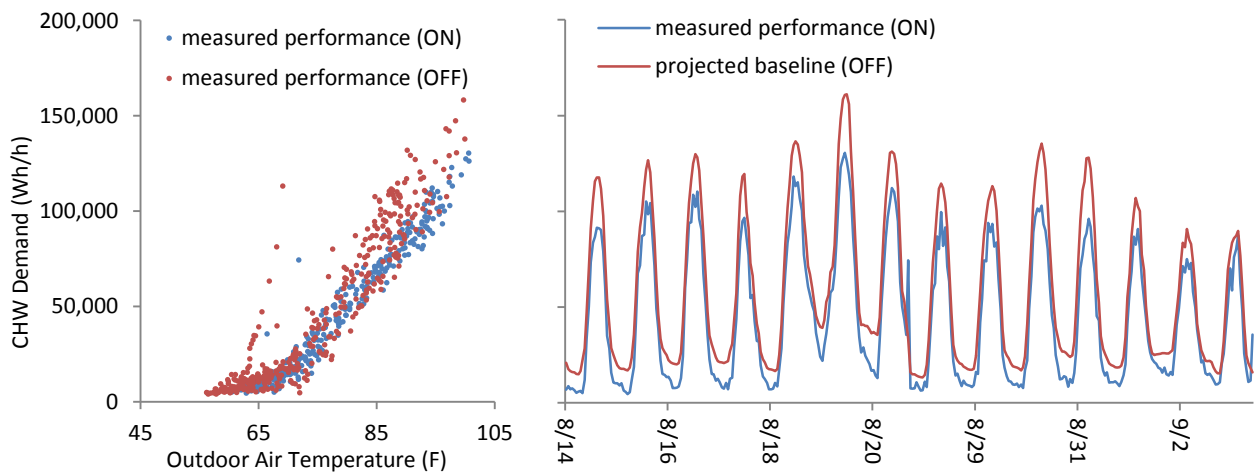 200,000
150,000
100,000
50,000
0
CHW Demand (Wh/h)
45
65
85
105
Outdoor Air Temperature (F)
measured performance (ON)
measured performance (OFF)
measured performance (ON)
projected baseline (OFF)
8/14
8/16
8/18
8/20
8/29
8/31
9/2